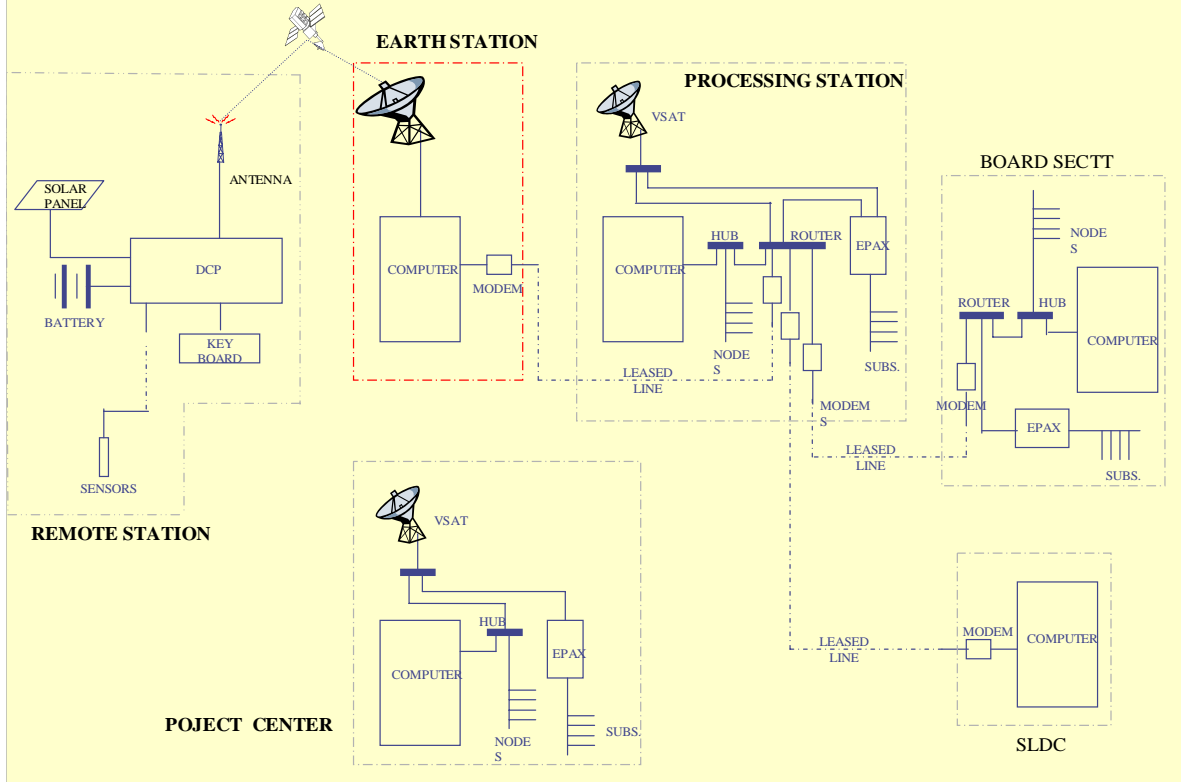 EARTH STATION
PROCESSING STATION
VSAT
BOARD SECTT
ANTENNA
SOLAR
PANEL
NODE
S
HUB
ROUTER
EPAX
DCP
COMPUTER
MODEM
COMPUTER
BATTERY
ROUTER
HUB
COMPUTER
KEY
BOARD
NODE
S
SUBS.
LEASED
LINE
MODEM
S
MODEM
EPAX
LEASED
LINE
SUBS.
SENSORS
REMOTE STATION
VSAT
HUB
EPAX
COMPUTER
MODEM
COMPUTER
LEASED
LINE
POJECT CENTER
NODE
S
SUBS.
SLDC